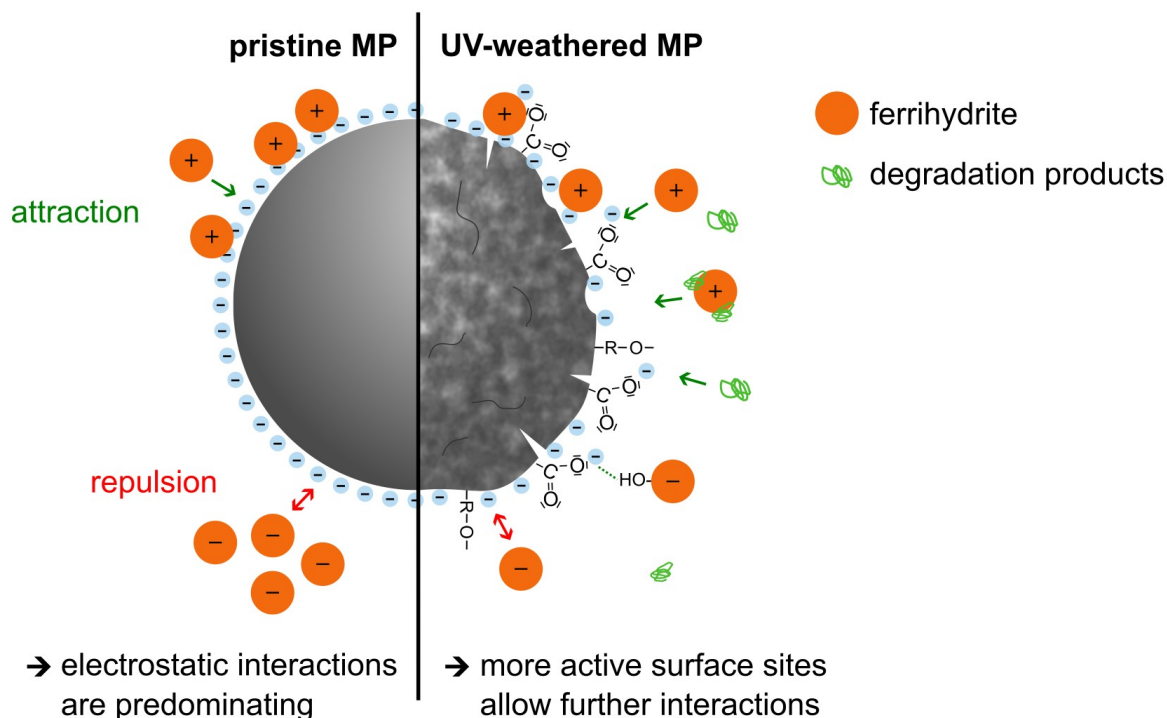 pristine MP
UV-weathered MP
ferrihydrite
degradation products
attraction
repulsion
+
+
+
+
+
+
+
+
−
−
−
−
−
−
C
O
O
C
O
O
–R–O–
C
O
O
C
O
O
HO
–R–O–
→ electrostatic interactions
are predominating
→ more active surface sites
allow further interactions